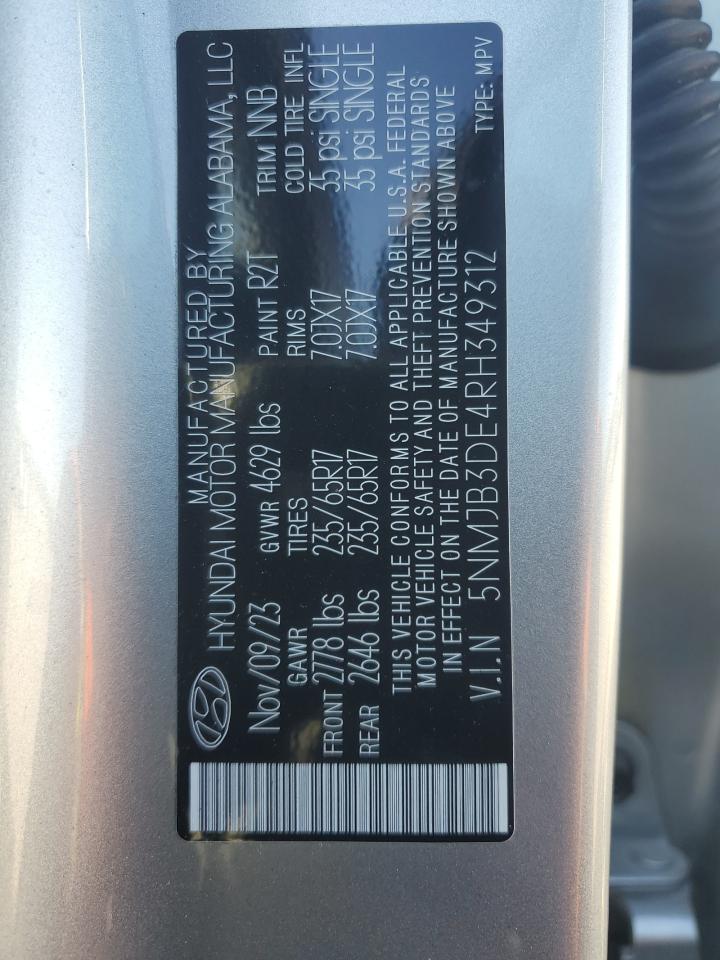 MANUFACTURED BY
HYUNDAI MOTOR MANUFACTURING ALABAMA, LLC
Nov/09/23 GVWR 4629 lbs PAINT R2T TRIM NNB
GAWR TIRES RIMS COLD TIRE INFL
FRONT 2778 lbs 235/65R17 7.0JX17 35 psi SINGLE
REAR 2646 lbs 235/65R17 7.0JX17 35 psi SINGLE
THIS VEHICLE CONFORMS TO ALL APPLICABLE U.S.A. FEDERAL
MOTOR VEHICLE SAFETY AND THEFT PREVENTION STANDARDS
IN EFFECT ON THE DATE OF MANUFACTURE SHOWN ABOVE
V.I.N 5NMJB3DE4RH349312 TYPE: MPV